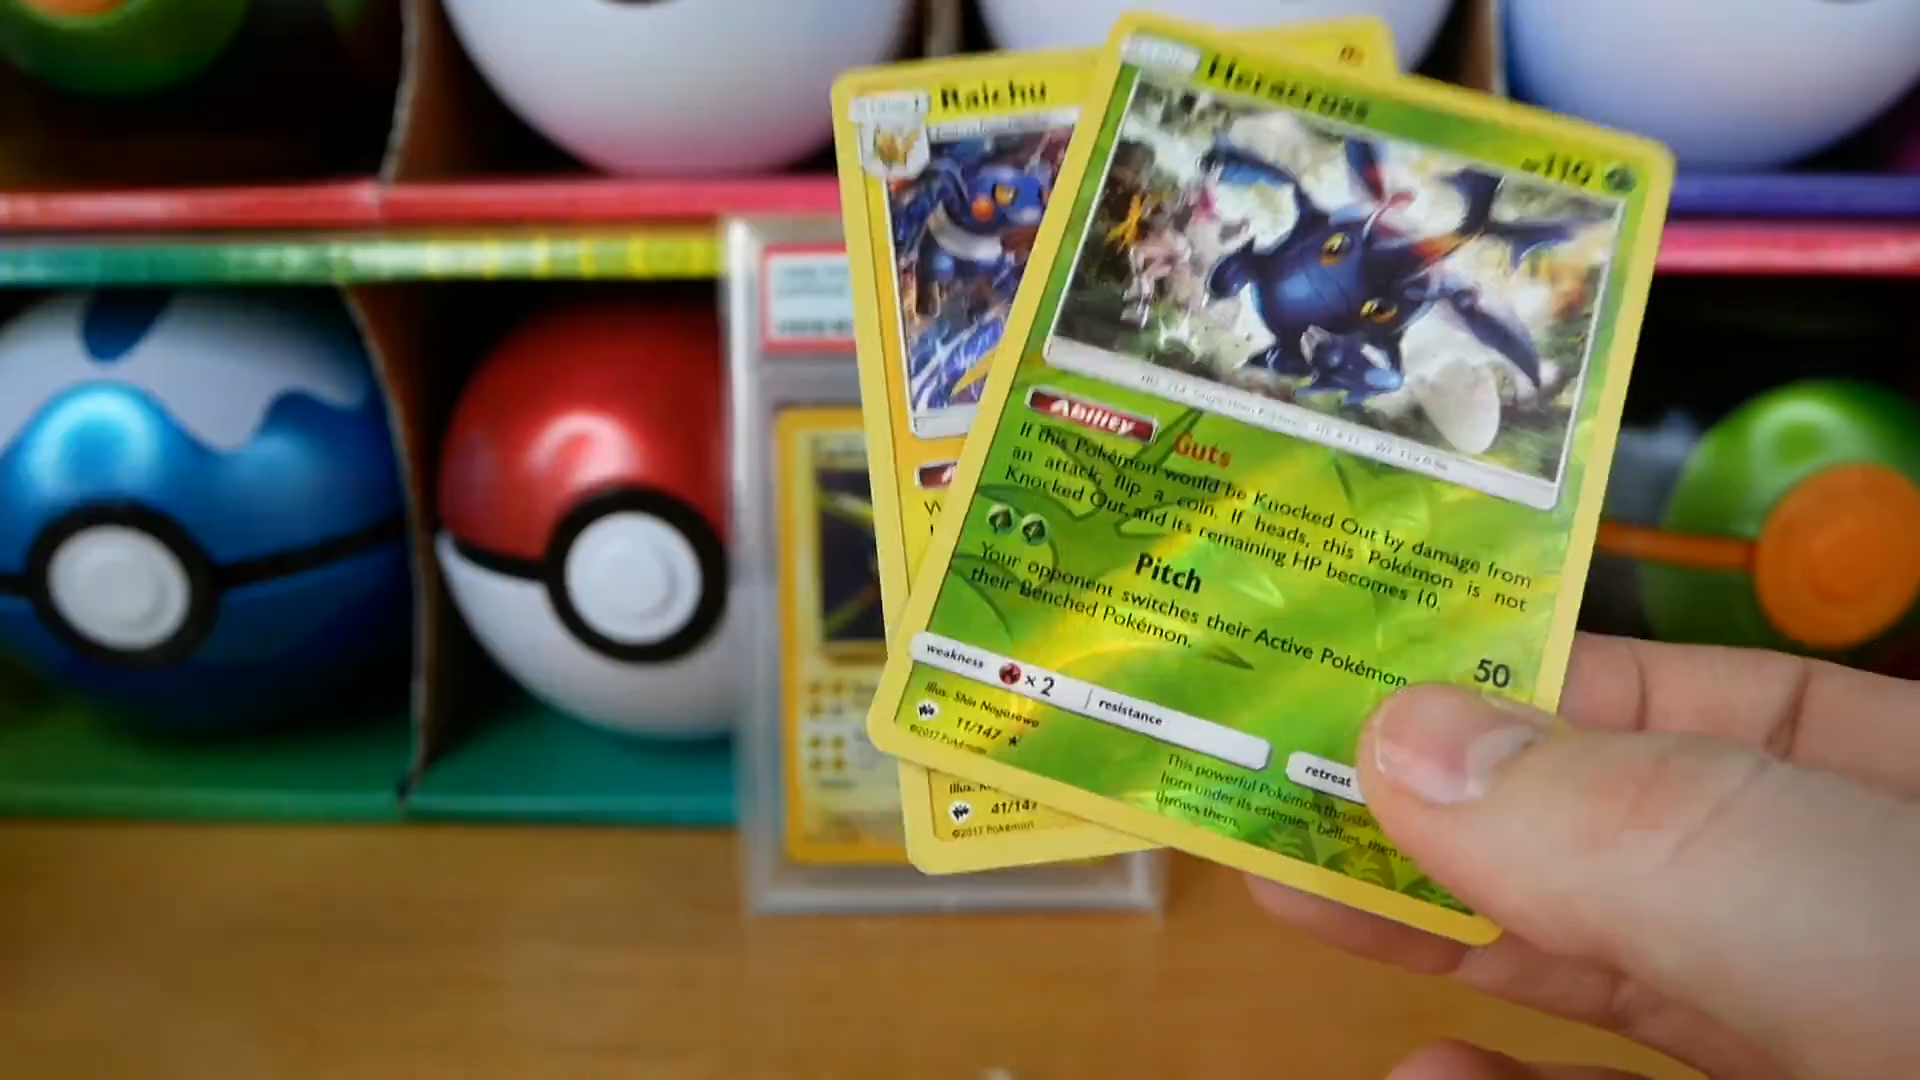 Raichu
Heracross
HP110
Ability
Guts
If this Pokémon would be Knocked Out by damage from
an attack, flip a coin. If heads, this Pokémon is not
Knocked Out, and its remaining HP becomes 10.
Pitch
50
Your opponent switches their Active Pokémon
their Benched Pokémon.
weakness
×2
resistance
retreat
Illus. Shin Nagasawa
11/147
©2017 Pokémon
This powerful Pokémon thrusts
horn under its enemies' bellies, then
throws them.
Illus.
41/147
©2017 Pokémon